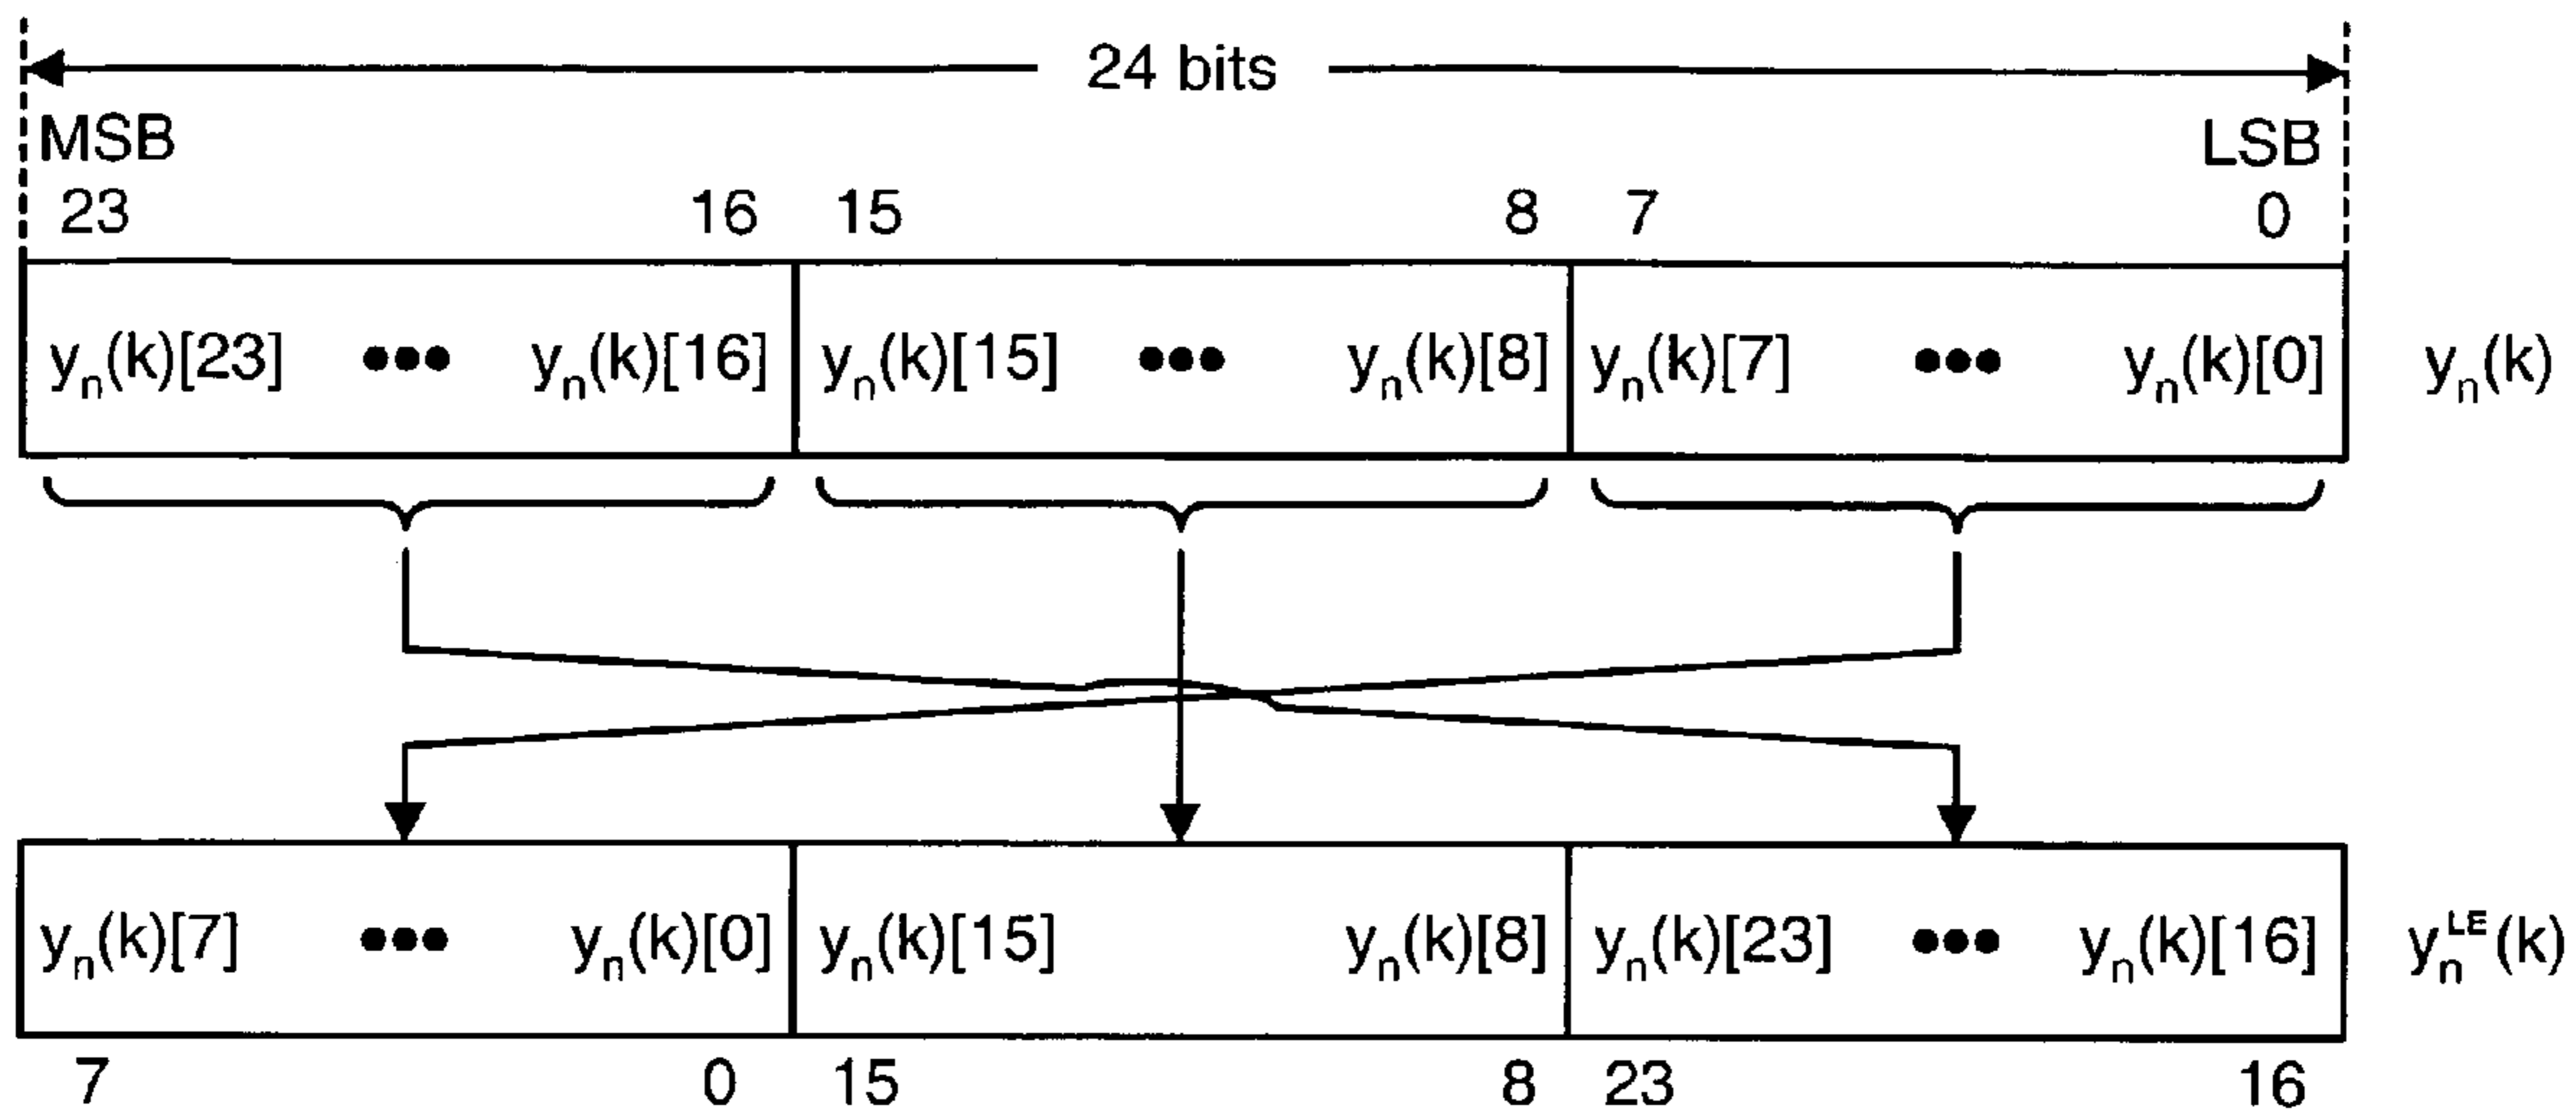 24 bits
MSB LSB
23 16 15 8 7 0
yₙ(k)[23] ••• yₙ(k)[16] yₙ(k)[15] ••• yₙ(k)[8] yₙ(k)[7] ••• yₙ(k)[0] yₙ(k)
yₙ(k)[7] ••• yₙ(k)[0] yₙ(k)[15] yₙ(k)[8] yₙ(k)[23] ••• yₙ(k)[16] yₙᴸᴱ(k)
7 0 15 8 23 16